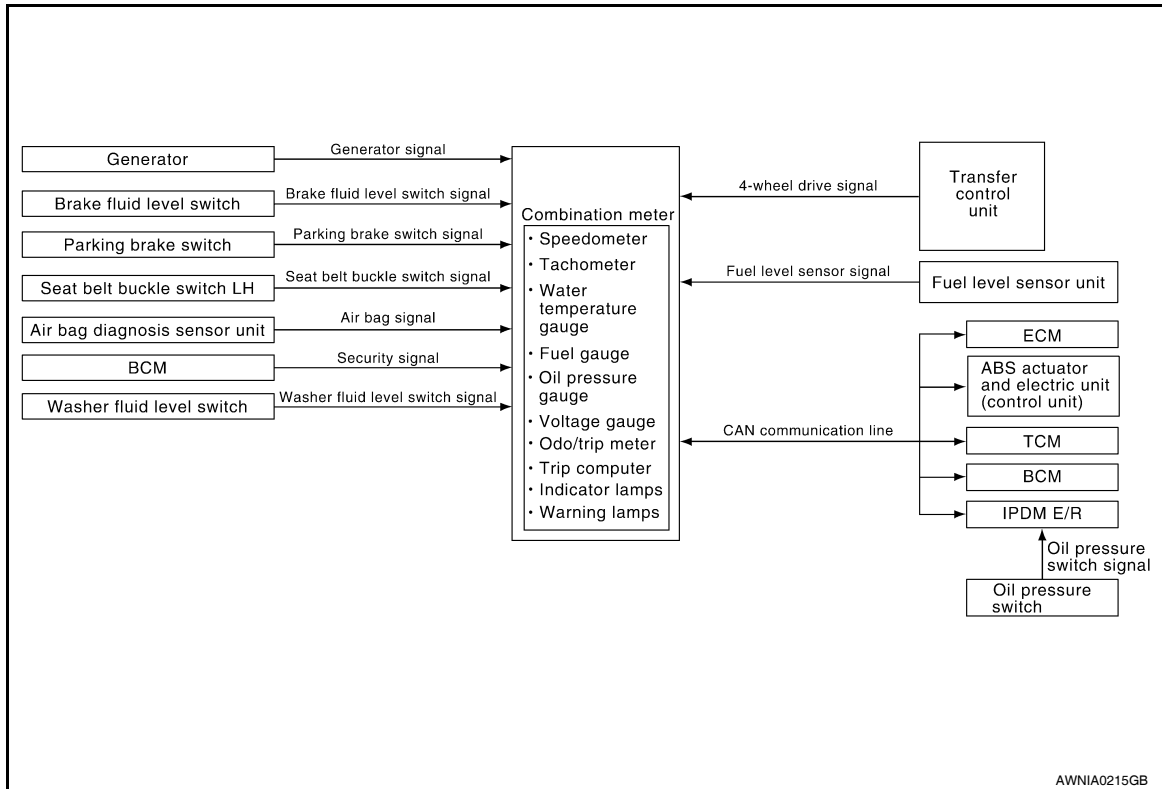 Generator
Generator signal
Brake fluid level switch
Brake fluid level switch signal
Parking brake switch
Parking brake switch signal
Seat belt buckle switch LH
Seat belt buckle switch signal
Air bag diagnosis sensor unit
Air bag signal
BCM
Security signal
Washer fluid level switch
Washer fluid level switch signal
Combination meter
· Speedometer
· Tachometer
· Water
temperature
gauge
· Fuel gauge
· Oil pressure
gauge
· Voltage gauge
· Odo/trip meter
· Trip computer
· Indicator lamps
· Warning lamps
4-wheel drive signal
Transfer
control
unit
Fuel level sensor signal
Fuel level sensor unit
CAN communication line
ECM
ABS actuator
and electric unit
(control unit)
TCM
BCM
IPDM E/R
Oil pressure
switch signal
Oil pressure
switch
AWNIA0215GB